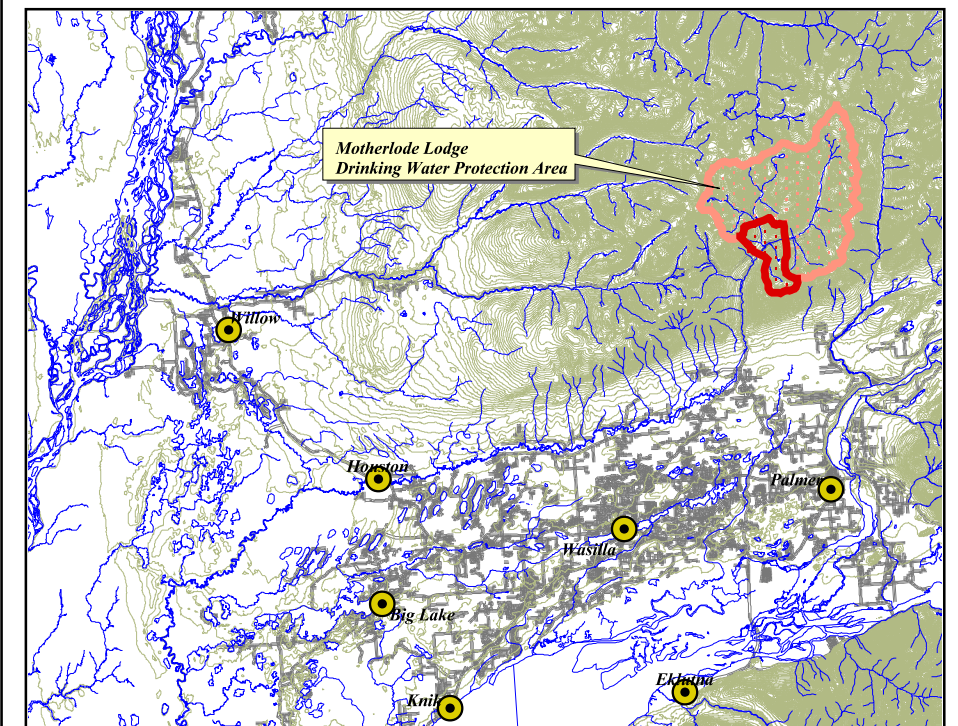 Motherlode Lodge
Drinking Water Protection Area
Willow
Houston
Palmer
Wasilla
Big Lake
Eklutna
Knik